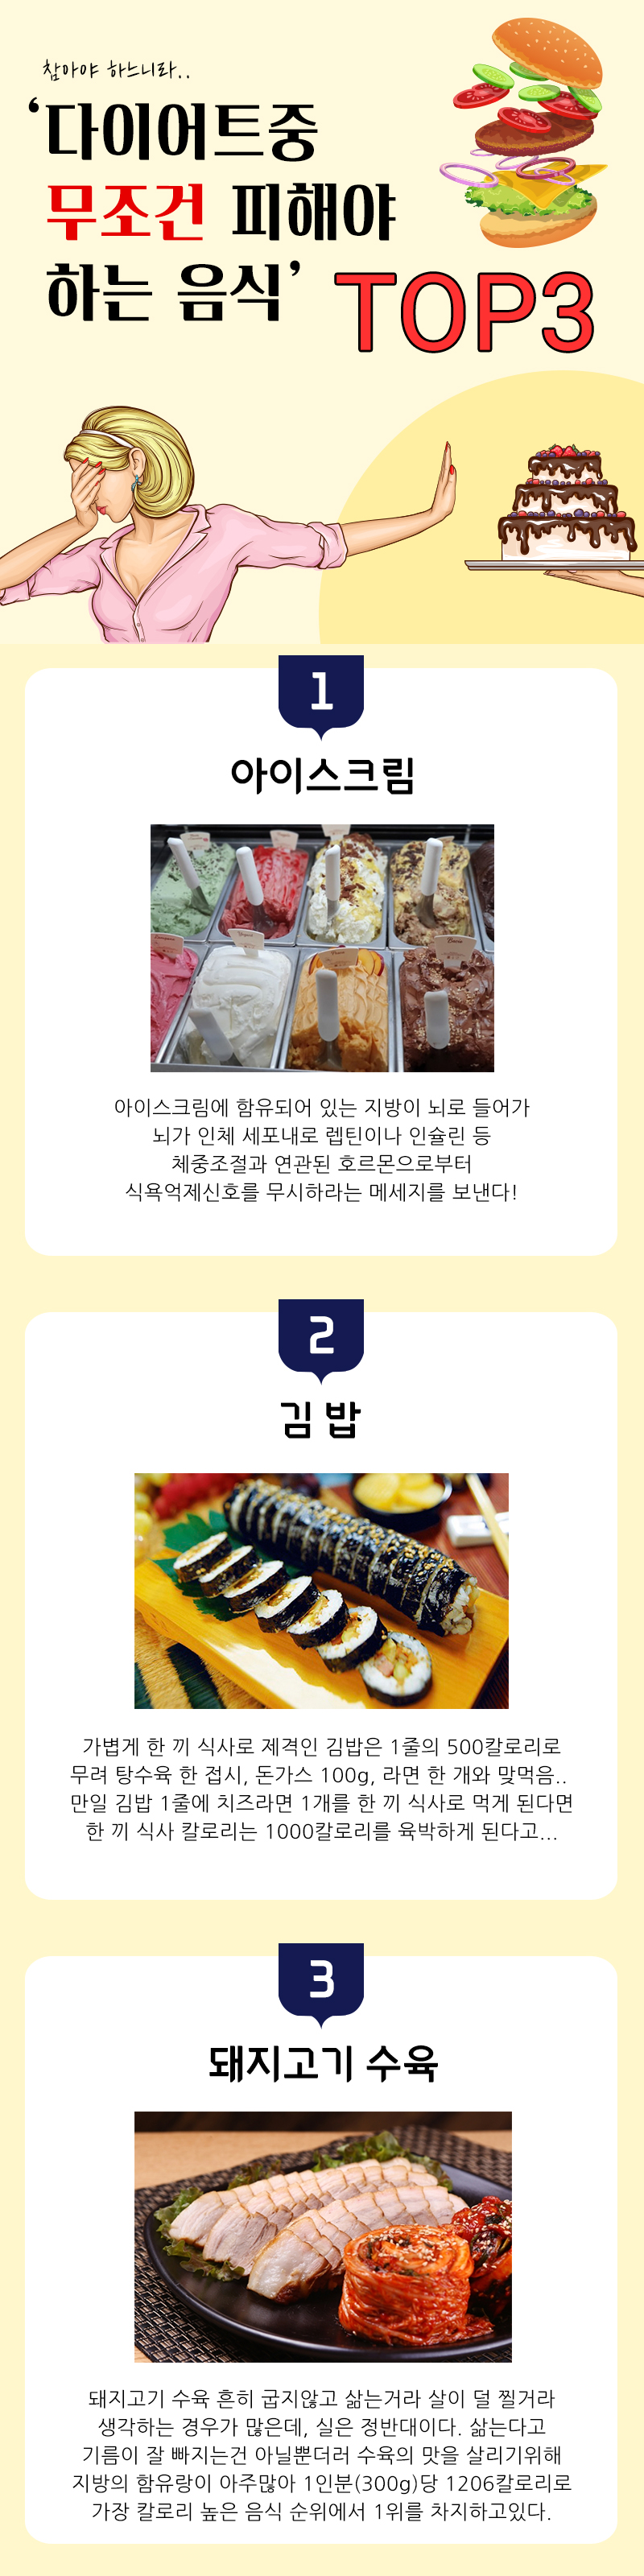 참아야 하느니라..
‘다이어트중
무조건 피해야
하는 음식’
TOP3
1
아이스크림
아이스크림에 함유되어 있는 지방이 뇌로 들어가
뇌가 인체 세포내로 렙틴이나 인슐린 등
체중조절과 연관된 호르몬으로부터
식욕억제신호를 무시하라는 메세지를 보낸다!
2
김밥
가볍게 한 끼 식사로 제격인 김밥은 1줄의 500칼로리로
무려 탕수육 한 접시, 돈가스 100g, 라면 한 개와 맞먹음..
만일 김밥 1줄에 치즈라면 1개를 한 끼 식사로 먹게 된다면
한 끼 식사 칼로리는 1000칼로리를 육박하게 된다고...
3
돼지고기 수육
돼지고기 수육 흔히 굽지않고 삶는거라 살이 덜 찔거라
생각하는 경우가 많은데, 실은 정반대이다. 삶는다고
기름이 잘 빠지는건 아닐뿐더러 수육의 맛을 살리기위해
지방의 함유랑이 아주많아 1인분(300g)당 1206칼로리로
가장 칼로리 높은 음식 순위에서 1위를 차지하고있다.